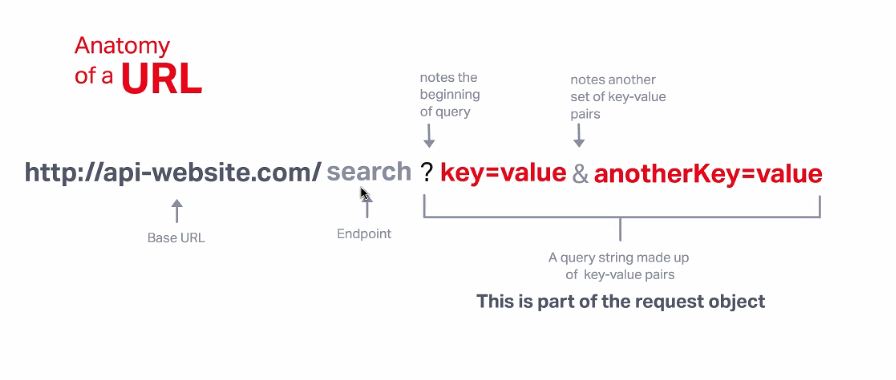 Anatomy
of a URL
notes the
beginning
of query
notes another
set of key-value
pairs
http://api-website.com/ search ? key=value & anotherKey=value
Base URL
Endpoint
A query string made up
of key-value pairs
This is part of the request object